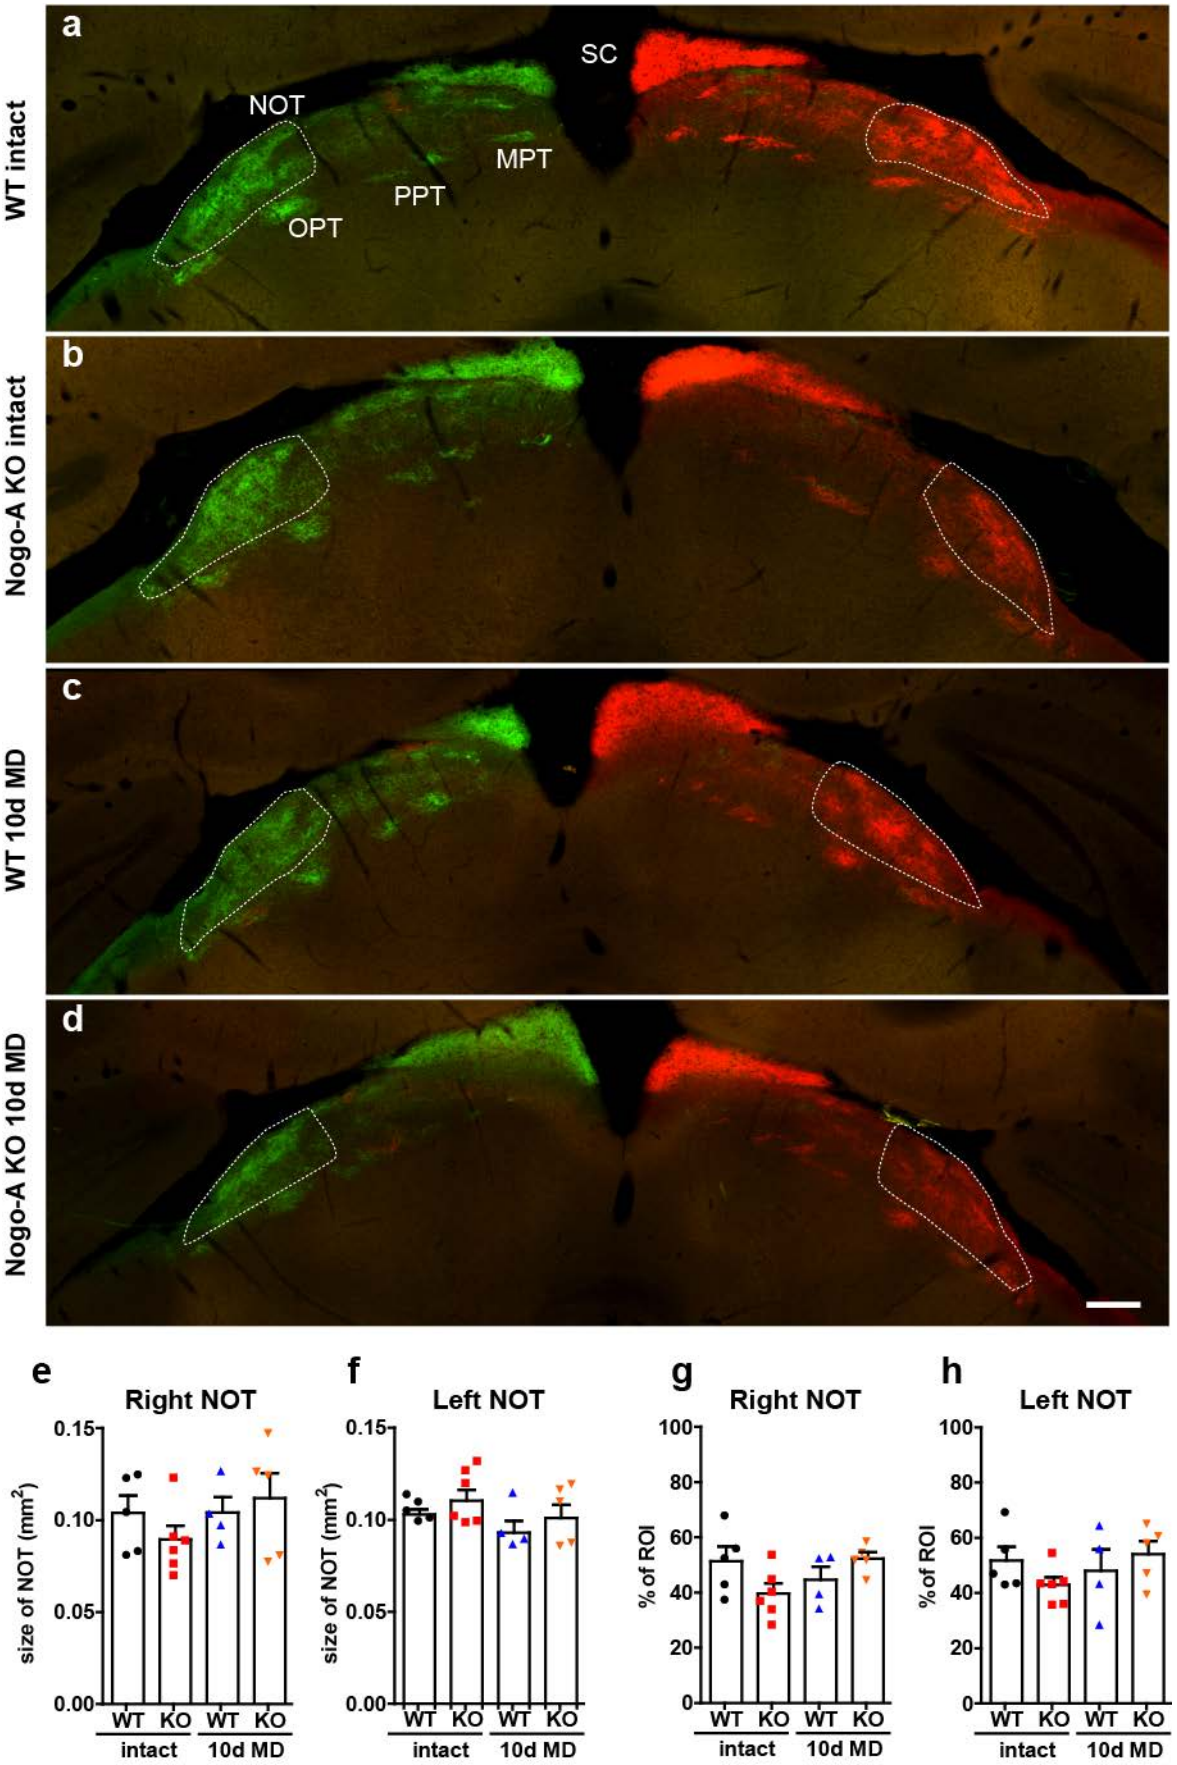 a
WT intact
SC
NOT
MPT
PPT
OPT
b
Nogo-A KO intact
c
WT 10d MD
d
Nogo-A KO 10d MD
e
Right NOT
size of NOT (mm²)
0.15
0.10
0.05
0.00
WT KO WT KO
intact 10d MD
f
Left NOT
size of NOT (mm²)
0.15
0.10
0.05
0.00
WT KO WT KO
intact 10d MD
g
Right NOT
% of ROI
100
80
60
40
20
0
WT KO WT KO
intact 10d MD
h
Left NOT
% of ROI
100
80
60
40
20
0
WT KO WT KO
intact 10d MD